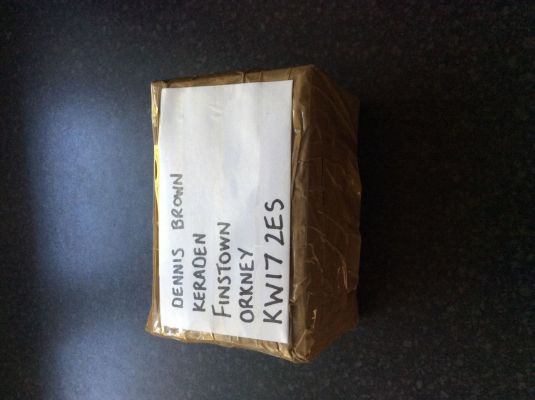 DENNIS BROWN
KERADEN
FINSTOWN
ORKNEY
KW17 2ES